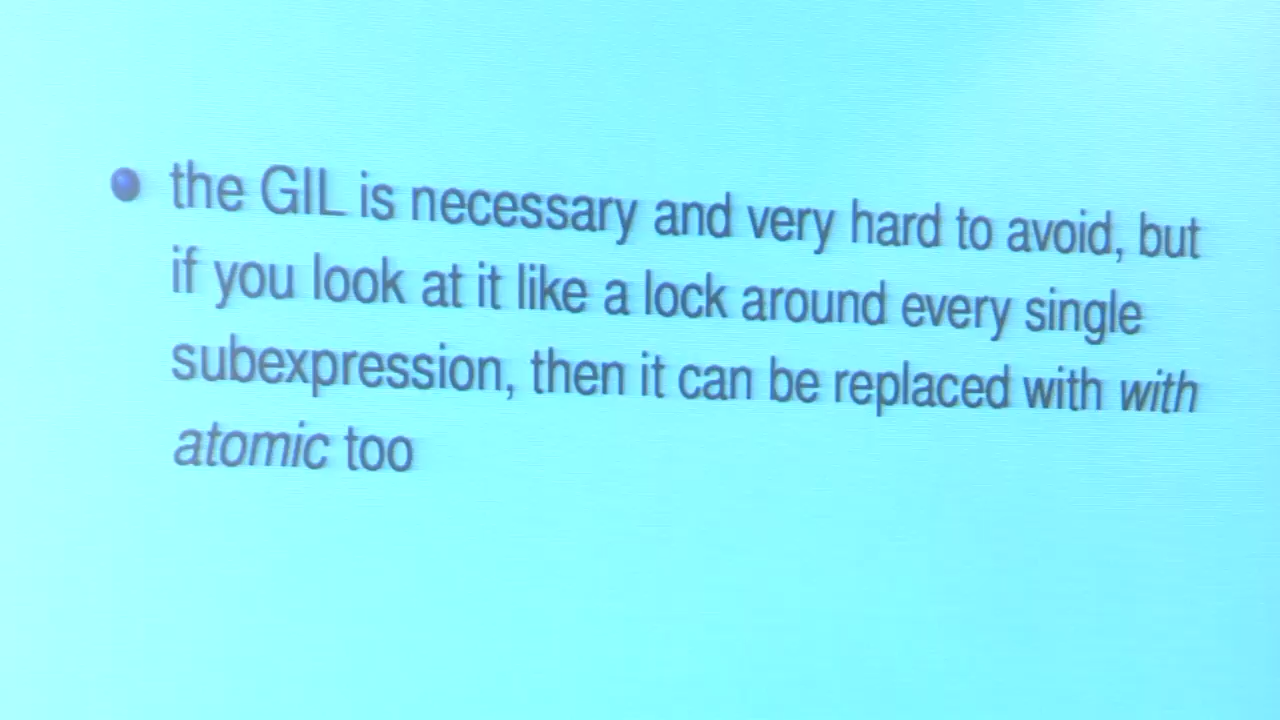 the GIL is necessary and very hard to avoid, but
if you look at it like a lock around every single
subexpression, then it can be replaced with with
atomic too